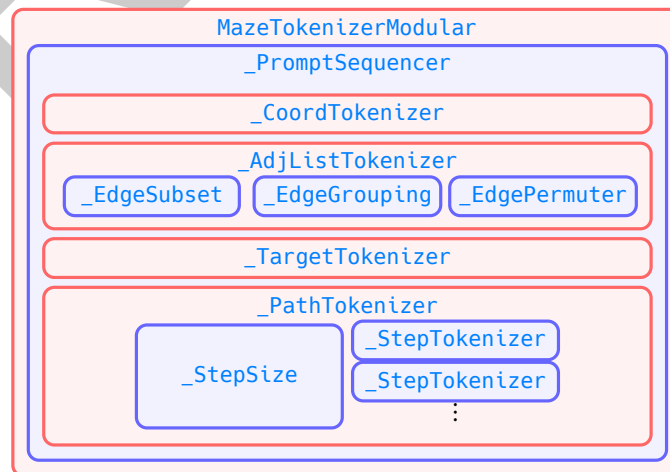 MazeTokenizerModular
_PromptSequencer
_CoordTokenizer
_AdjListTokenizer
_EdgeSubset _EdgeGrouping _EdgePermuter
_TargetTokenizer
_PathTokenizer
_StepSize
_StepTokenizer
_StepTokenizer
⋮